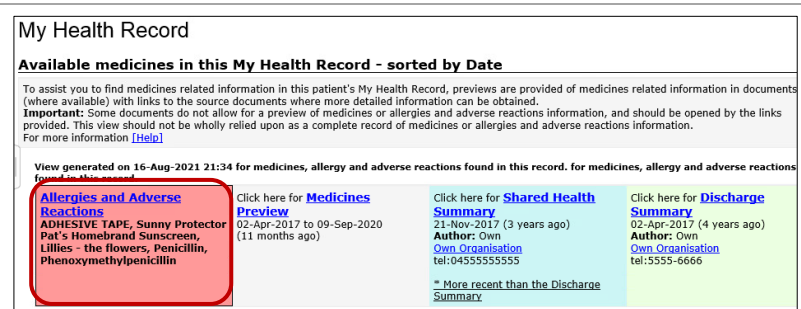 My Health Record
Available medicines in this My Health Record - sorted by Date
To assist you to find medicines related information in this patient's My Health Record, previews are provided of medicines related information in documents
(where available) with links to the source documents where more detailed information can be obtained.
Important: Some documents do not allow for a preview of medicines or allergies and adverse reactions information, and should be opened by the links
provided. This view should not be wholly relied upon as a complete record of medicines or allergies and adverse reactions information.
For more information [Help]
View generated on 16-Aug-2021 21:34 for medicines, allergy and adverse reactions found in this record. for medicines, allergy and adverse reactions
found in this record
Allergies and Adverse
Reactions
ADHESIVE TAPE, Sunny Protector
Pat's Homebrand Sunscreen,
Lillies - the flowers, Penicillin,
Phenoxymethylpenicillin
Click here for Medicines
Preview
02-Apr-2017 to 09-Sep-2020
(11 months ago)
Click here for Shared Health
Summary
21-Nov-2017 (3 years ago)
Author: Own
Own Organisation
tel:04555555555
* More recent than the Discharge
Summary
Click here for Discharge
Summary
02-Apr-2017 (4 years ago)
Author: Own
Own Organisation
tel:5555-6666